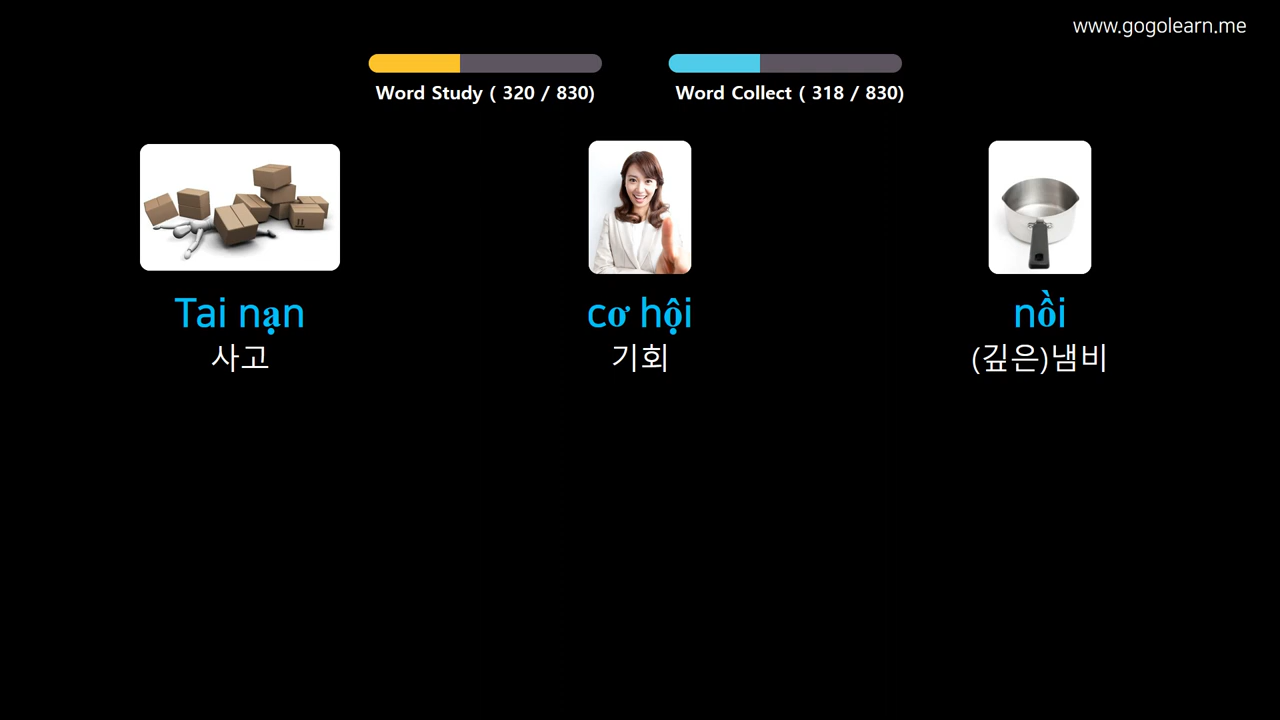 www.gogolearn.me
Word Study ( 320 / 830)
Word Collect ( 318 / 830)
Tai nạn
사고
cơ hội
기회
nồi
(깊은)냄비